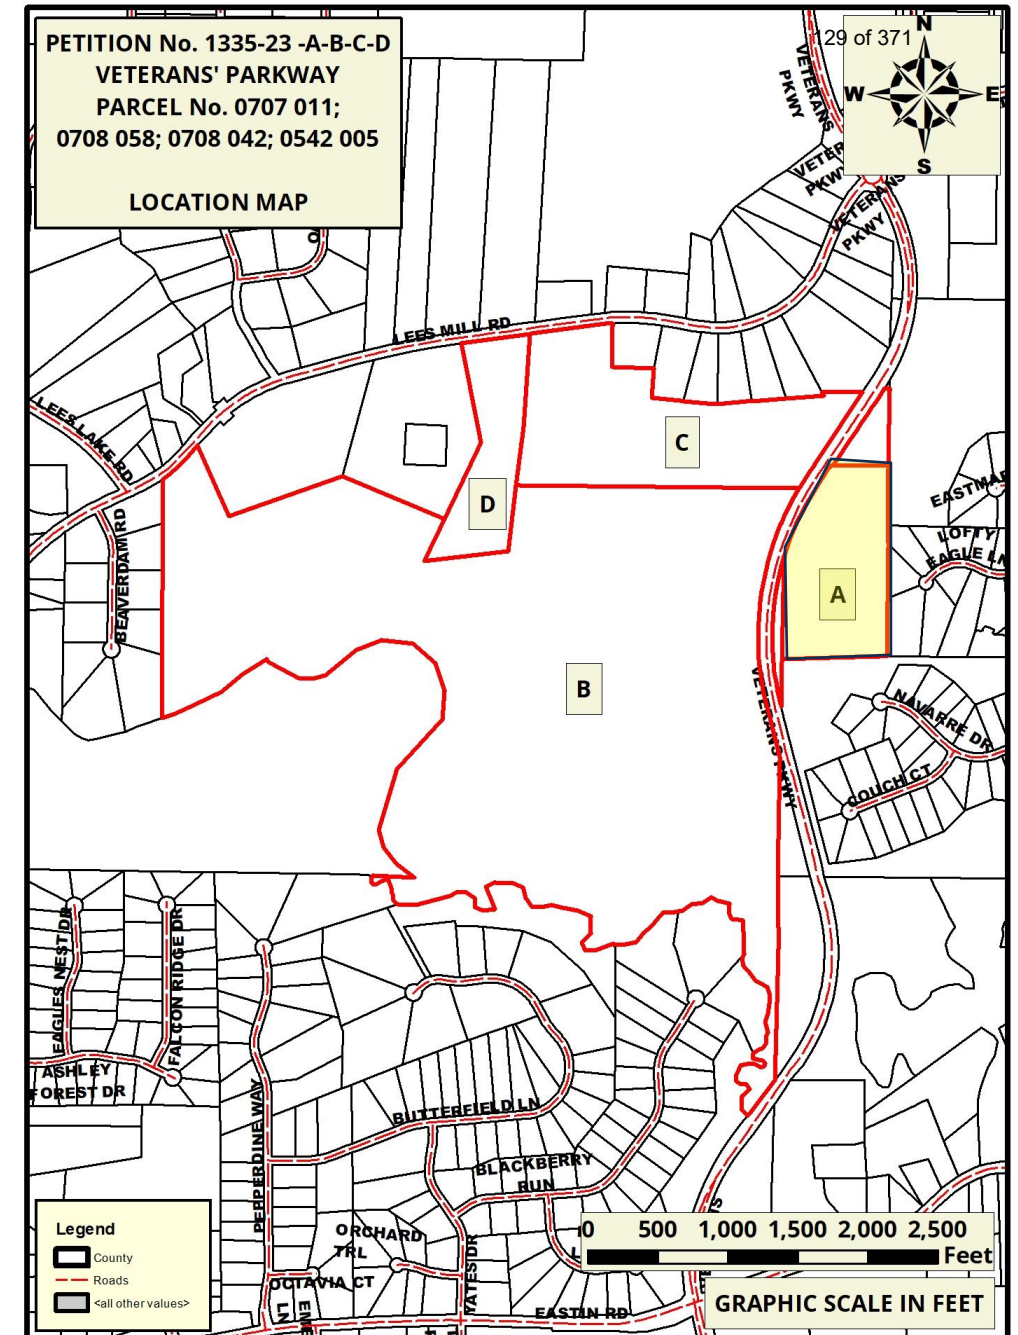 PETITION No. 1335-23 -A-B-C-D
VETERANS' PARKWAY
PARCEL No. 0707 011;
0708 058; 0708 042; 0542 005
LOCATION MAP
129 of 371
N
W
E
S
VETERANS
PKWY
PKWY
VETERANS
PKWY
LEES MILL RD
LEES LAKE RD
BEAVERDAM RD
C
D
A
B
LOFTY
EAGLE LN
VETERANS PKWY
NAVARRE DR
COUCH CT
EAGLES NEST DR
FALCON RIDGE DR
ASHLEY
FOREST DR
PEPPERDINE WAY
BUTTERFIELD LN
BLACKBERRY
RUN
ORCHARD
TRL
OCTAVIA CT
LN
YATES DR
EASTIN RD
Legend
County
Roads
<all other values>
0 500 1,000 1,500 2,000 2,500
Feet
GRAPHIC SCALE IN FEET